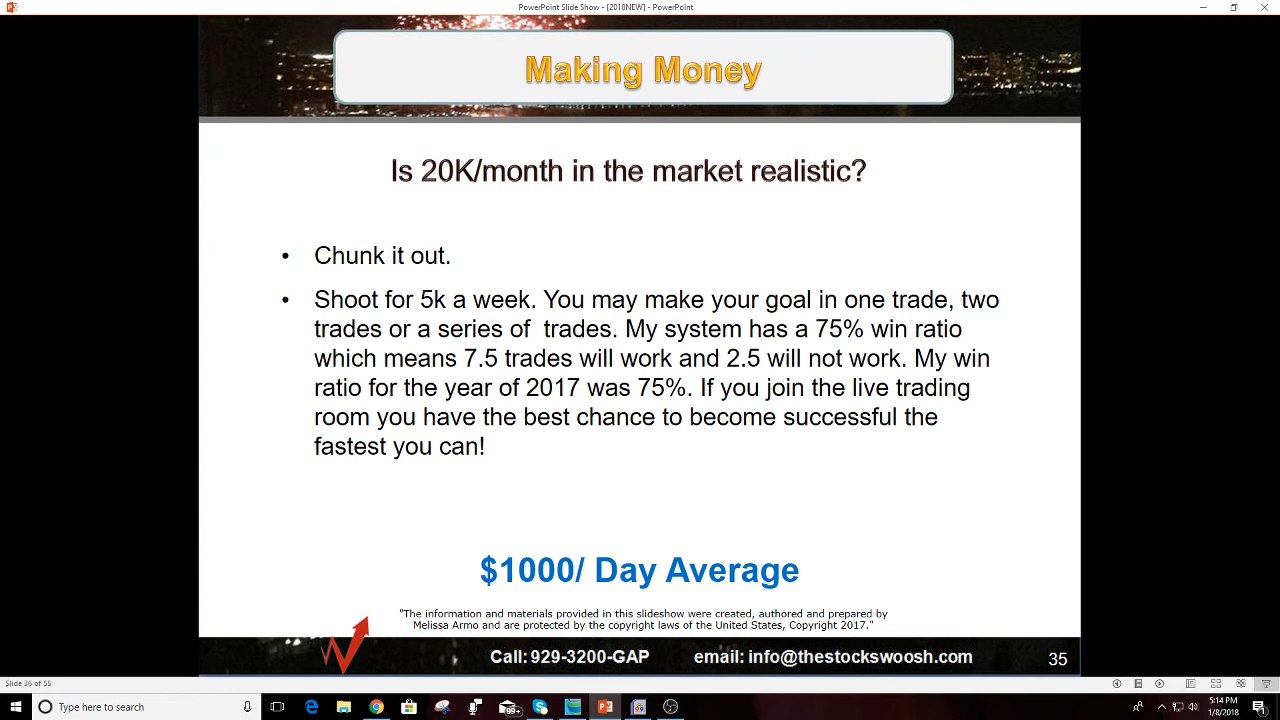 PowerPoint Slide Show - [2018NEW] - PowerPoint
Making Money
Is 20K/month in the market realistic?
• Chunk it out.
• Shoot for 5k a week. You may make your goal in one trade, two
trades or a series of trades. My system has a 75% win ratio
which means 7.5 trades will work and 2.5 will not work. My win
ratio for the year of 2017 was 75%. If you join the live trading
room you have the best chance to become successful the
fastest you can!
$1000/ Day Average
"The information and materials provided in this slideshow were created, authored and prepared by
Melissa Armo and are protected by the copyright laws of the United States, Copyright 2017."
Call: 929-3200-GAP email: info@thestockswoosh.com 35
Slide 36 of 55
Type here to search
99+
5:14 PM
1/8/2018